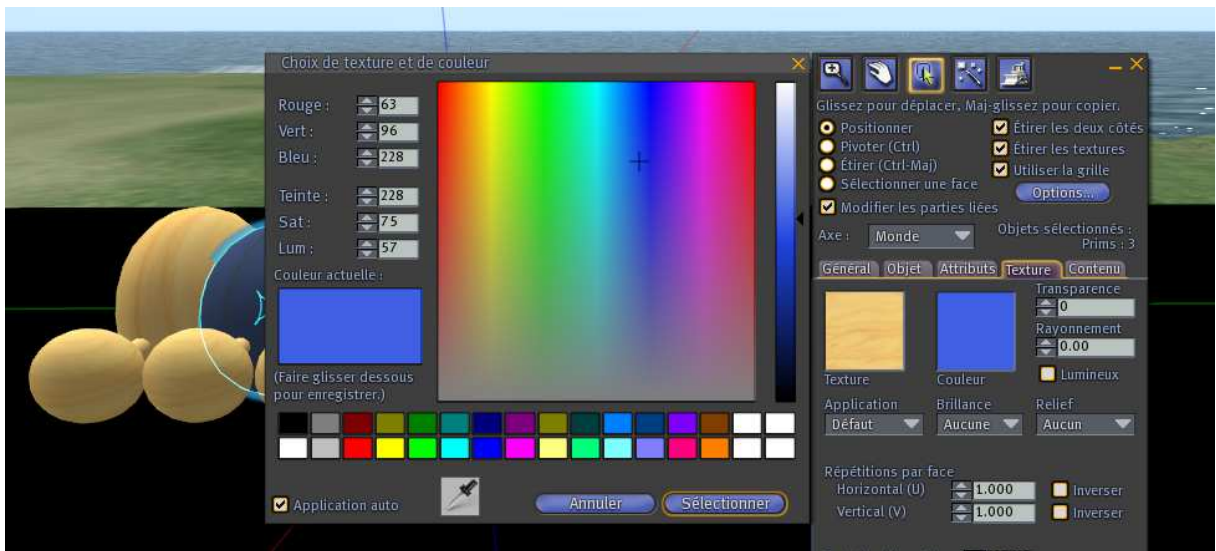 Choix de texture et de couleur
Rouge : 63
Vert : 96
Bleu : 228
Teinte : 228
Sat : 75
Lum : 57
Couleur actuelle :
(Faire glisser dessous
pour enregistrer.)
Application auto
Annuler
Sélectionner
Glissez pour déplacer, Maj-glissez pour copier.
Positionner
Pivoter (Ctrl)
Étirer (Ctrl-Maj)
Sélectionner une face
Modifier les parties liées
Étirer les deux côtés
Étirer les textures
Utiliser la grille
Options...
Axe : Monde
Objets sélectionnés :
Prims : 3
Général Objet Attributs Texture Contenu
Texture
Couleur
Transparence
0
Rayonnement
0.00
Lumineux
Application Brillance Relief
Défaut Aucune Aucun
Répétitions par face
Horizontal (U) 1.000 Inverser
Vertical (V) 1.000 Inverser